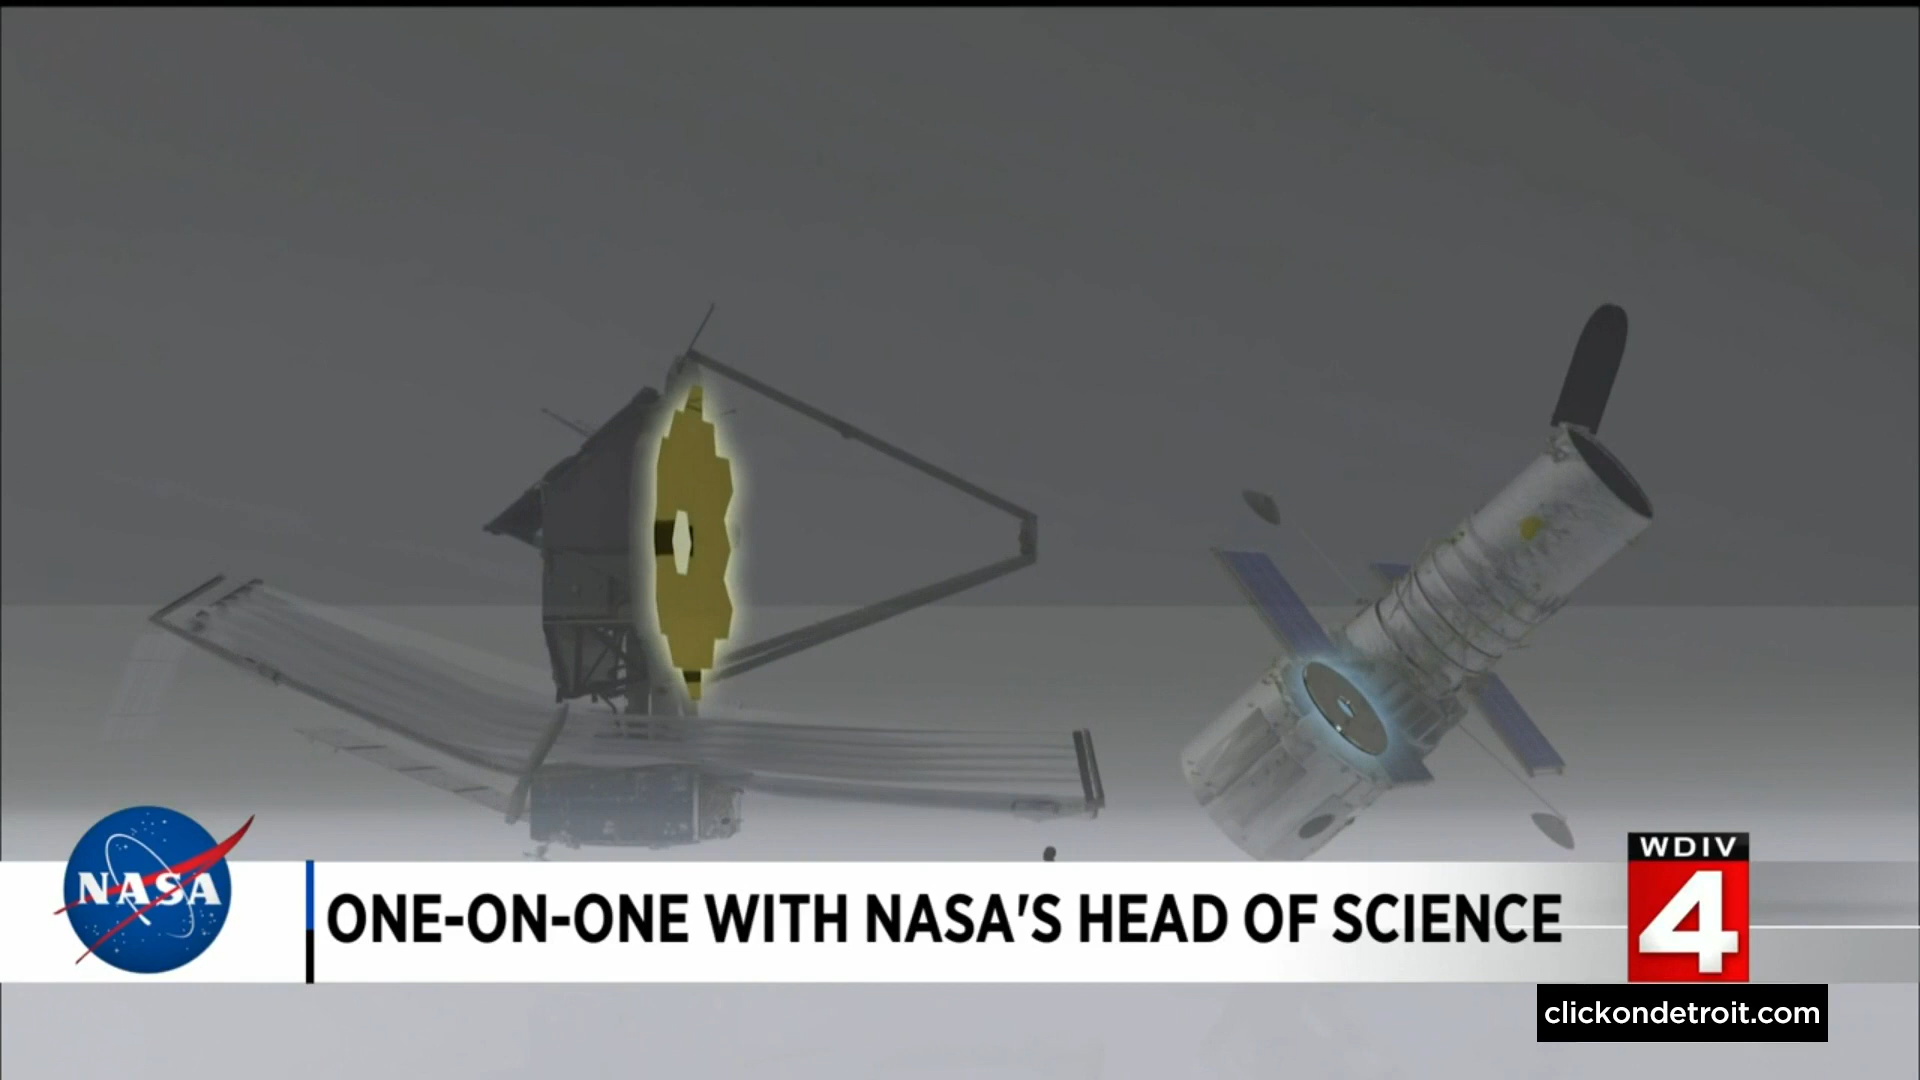 NASA
ONE-ON-ONE WITH NASA'S HEAD OF SCIENCE
WDIV
4
clickondetroit.com